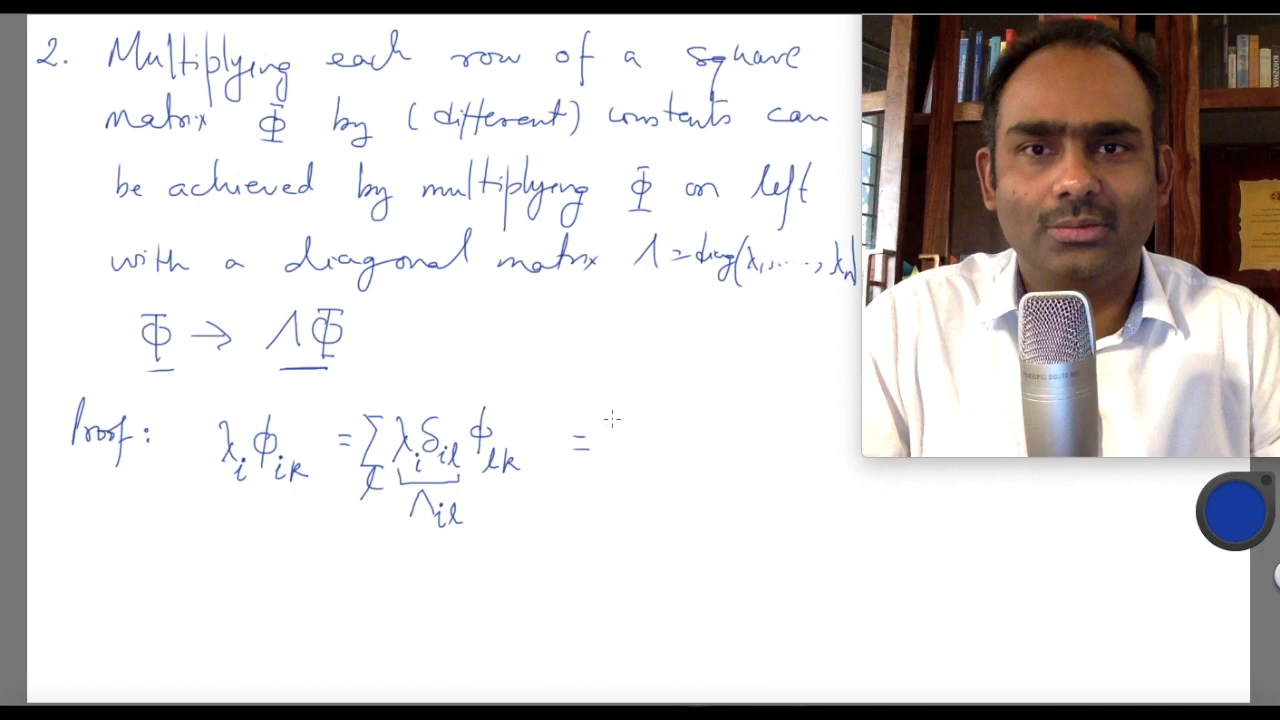 2. Multiplying each row of a square
matrix Φ by (different) constants can
be achieved by multiplying Φ on left
with a diagonal matrix Λ = diag(λ₁, ...., λₙ)
Φ → ΛΦ
Proof: λᵢ ϕᵢₖ = ∑ₗ λᵢ δᵢₗ ϕₗₖ =
Λᵢₗ